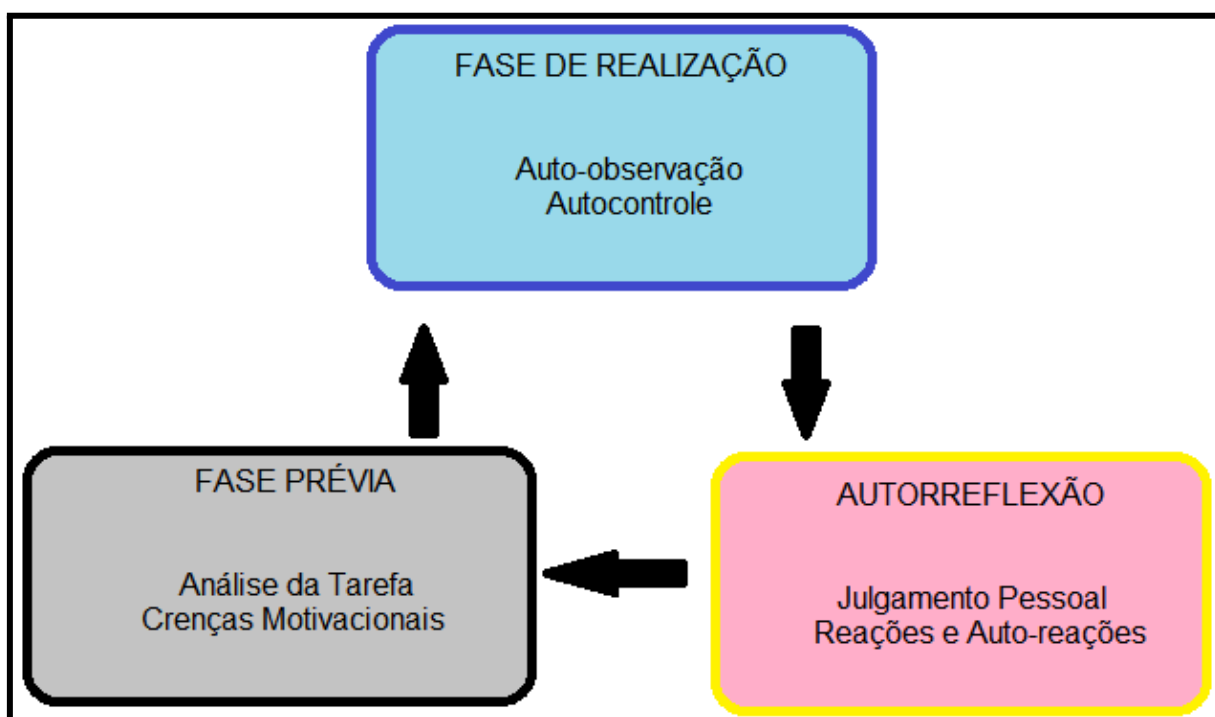 FASE DE REALIZAÇÃO
Auto-observação
Autocontrole
FASE PRÉVIA
Análise da Tarefa
Crenças Motivacionais
AUTORREFLEXÃO
Julgamento Pessoal
Reações e Auto-reações